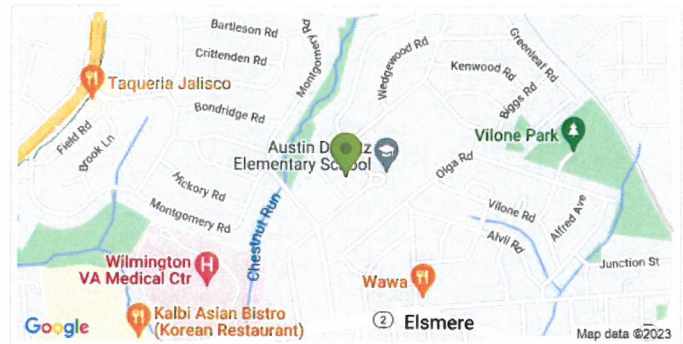 Bartleson Rd
Crittenden Rd
Montgomery Rd
Wedgewood Rd
Greenleaf Rd
Kenwood Rd
Taqueria Jalisco
Biggs Rd
Bondridge Rd
Field Rd
Brook Ln
Austin D z
Elementary School
Vilone Park
Olga Rd
Hickory Rd
Montgomery Rd
Chestnut Run
Vilone Rd
Alfred Ave
Alvil Rd
Wilmington
VA Medical Ctr
H
Junction St
Wawa
Kalbi Asian Bistro
(Korean Restaurant)
2
Elsmere
Google
Map data ©2023